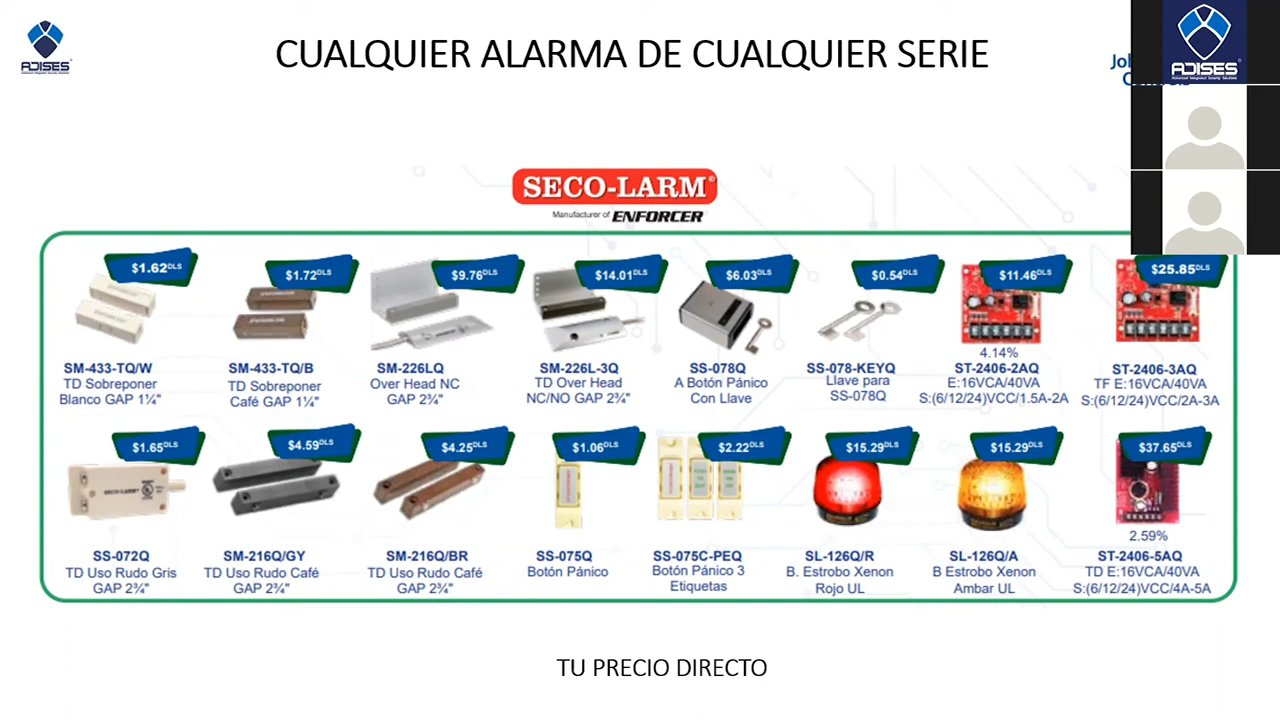 ADISES
CUALQUIER ALARMA DE CUALQUIER SERIE
ADISES
SECO-LARM®
Manufacturer of ENFORCER
$1.62DLS
$1.72DLS
$9.76DLS
$14.01DLS
$6.03DLS
$0.54DLS
$11.46DLS
$25.85DLS
SM-433-TQ/W
TD Sobreponer
Blanco GAP 1¼"
SM-433-TQ/B
TD Sobreponer
Café GAP 1¼"
SM-226LQ
Over Head NC
GAP 2¾"
SM-226L-3Q
TD Over Head
NC/NO GAP 2¾"
SS-078Q
A Botón Pánico
Con Llave
SS-078-KEYQ
Llave para
SS-078Q
4.14%
ST-2406-2AQ
E:16VCA/40VA
S:(6/12/24)VCC/1.5A-2A
ST-2406-3AQ
TF E:16VCA/40VA
S:(6/12/24)VCC/2A-3A
$1.65DLS
$4.59DLS
$4.25DLS
$1.06DLS
$2.22DLS
$15.29DLS
$15.29DLS
$37.65DLS
SECO-LARM
SS-072Q
TD Uso Rudo Gris
GAP 2¾"
SM-216Q/GY
TD Uso Rudo Café
GAP 2¾"
SM-216Q/BR
TD Uso Rudo Café
GAP 2¾"
SS-075Q
Botón Pánico
SS-075C-PEQ
Botón Pánico 3
Etiquetas
SL-126Q/R
B. Estrobo Xenon
Rojo UL
SL-126Q/A
B Estrobo Xenon
Ambar UL
2.59%
ST-2406-5AQ
TD E:16VCA/40VA
S:(6/12/24)VCC/4A-5A
TU PRECIO DIRECTO